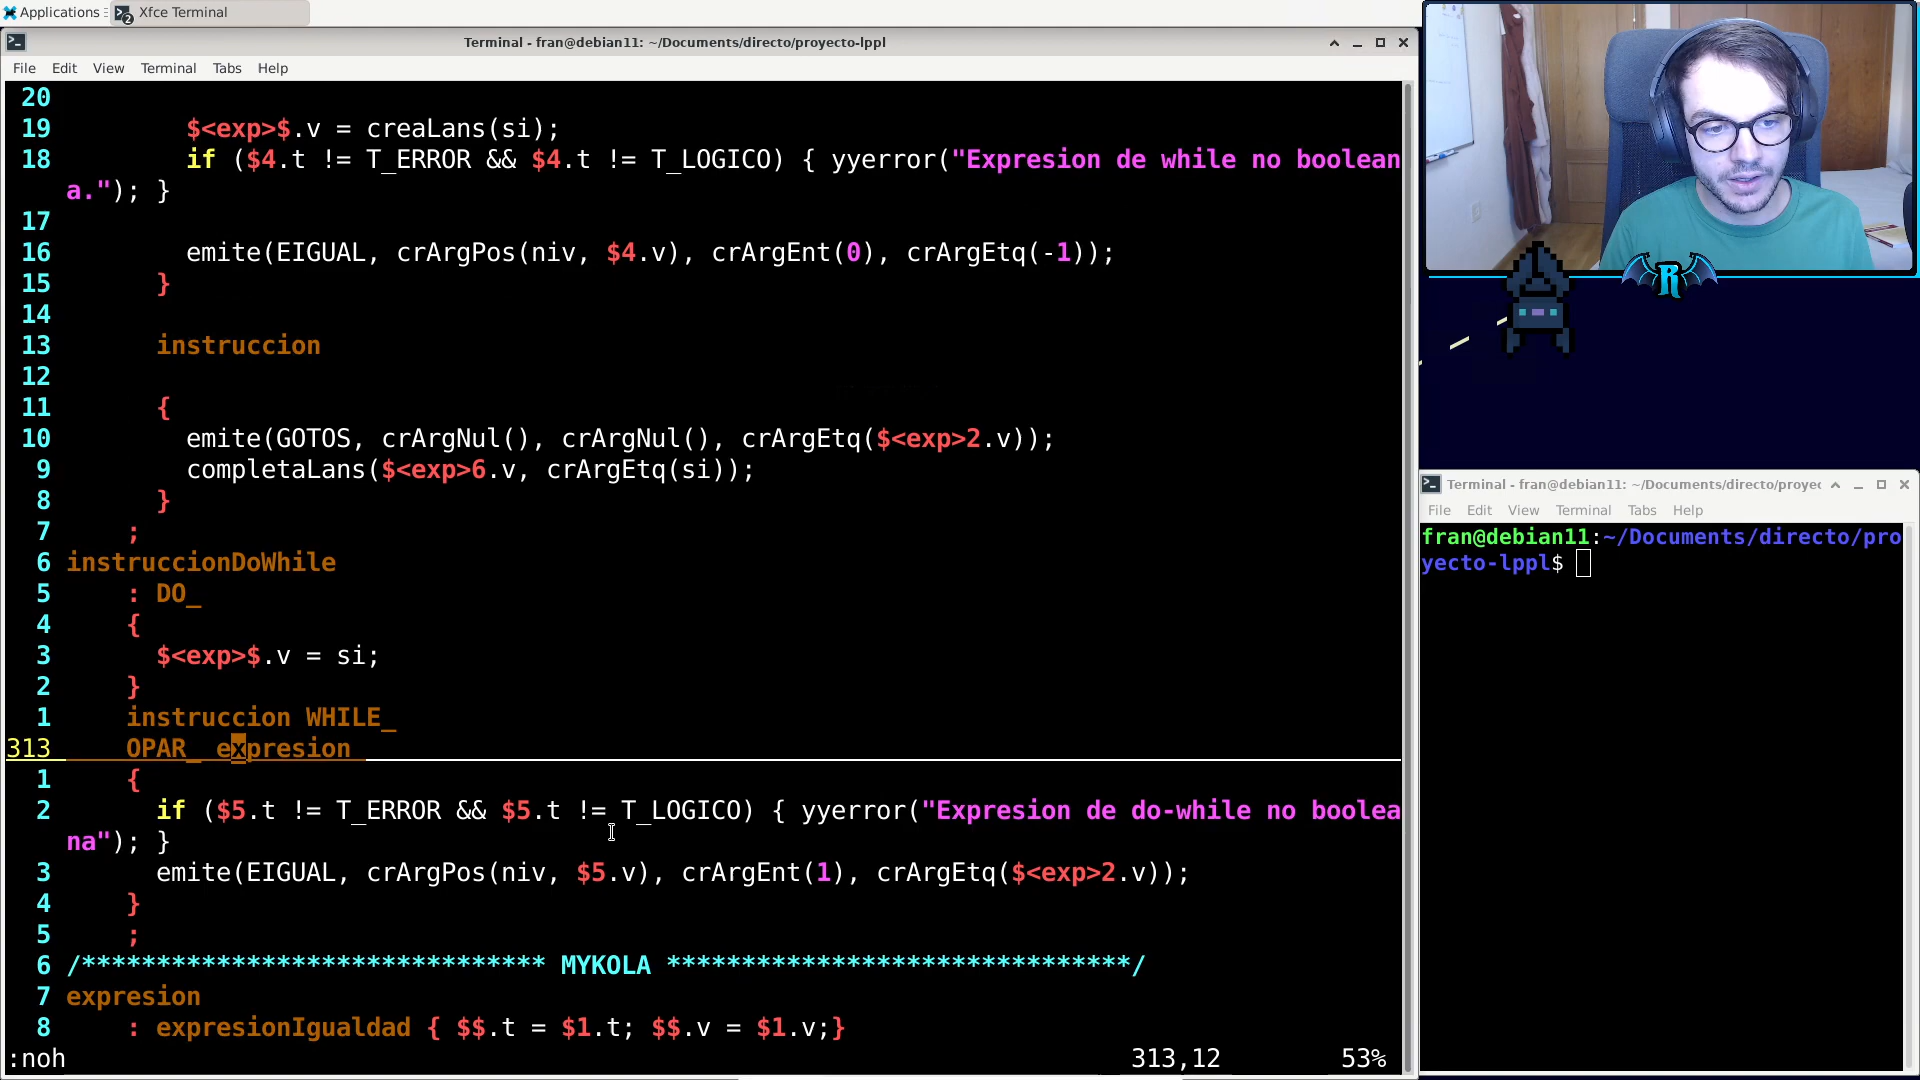 Applications
Xfce Terminal
2
Terminal - fran@debian11: ~/Documents/directo/proyecto-lppl
File Edit View Terminal Tabs Help
20
19 $<exp>$.v = creaLans(si);
18 if ($4.t != T_ERROR && $4.t != T_LOGICO) { yyerror("Expresion de while no boolean
a."); }
17
16 emite(EIGUAL, crArgPos(niv, $4.v), crArgEnt(0), crArgEtq(-1));
15 }
14
13 instruccion
12
11 {
10 emite(GOTOS, crArgNul(), crArgNul(), crArgEtq($<exp>2.v));
9 completaLans($<exp>6.v, crArgEtq(si));
8 }
7 ;
6 instruccionDoWhile
5 : DO_
4 {
3 $<exp>$.v = si;
2 }
1 instruccion WHILE_
313 OPAR_ expresion
1 {
2 if ($5.t != T_ERROR && $5.t != T_LOGICO) { yyerror("Expresion de do-while no boolea
na"); }
3 emite(EIGUAL, crArgPos(niv, $5.v), crArgEnt(1), crArgEtq($<exp>2.v));
4 }
5 ;
6 /******************************* MYKOLA *******************************/
7 expresion
8 : expresionIgualdad { $$.t = $1.t; $$.v = $1.v;}
:noh 313,12 53%
R
Terminal - fran@debian11: ~/Documents/directo/proyec
File Edit View Terminal Tabs Help
fran@debian11:~/Documents/directo/pro
yecto-lppl$